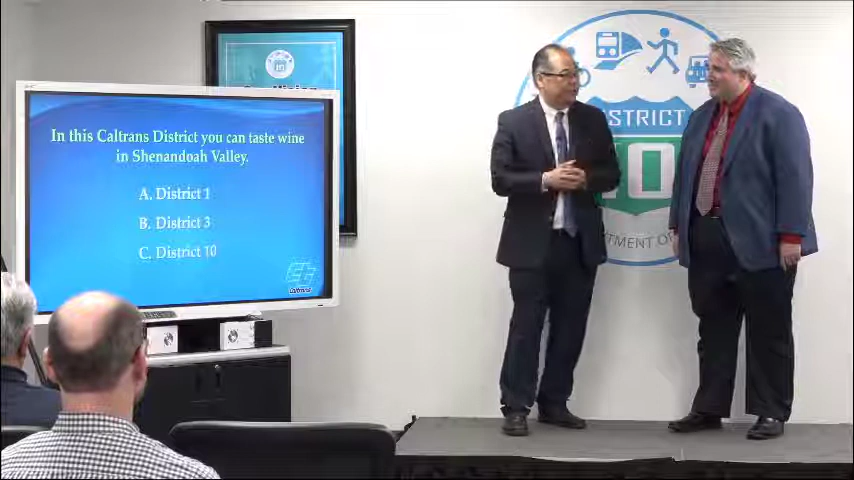 In this Caltrans District you can taste wine
in Shenandoah Valley.
A. District 1
B. District 3
C. District 10
Caltrans
DISTRICT
10